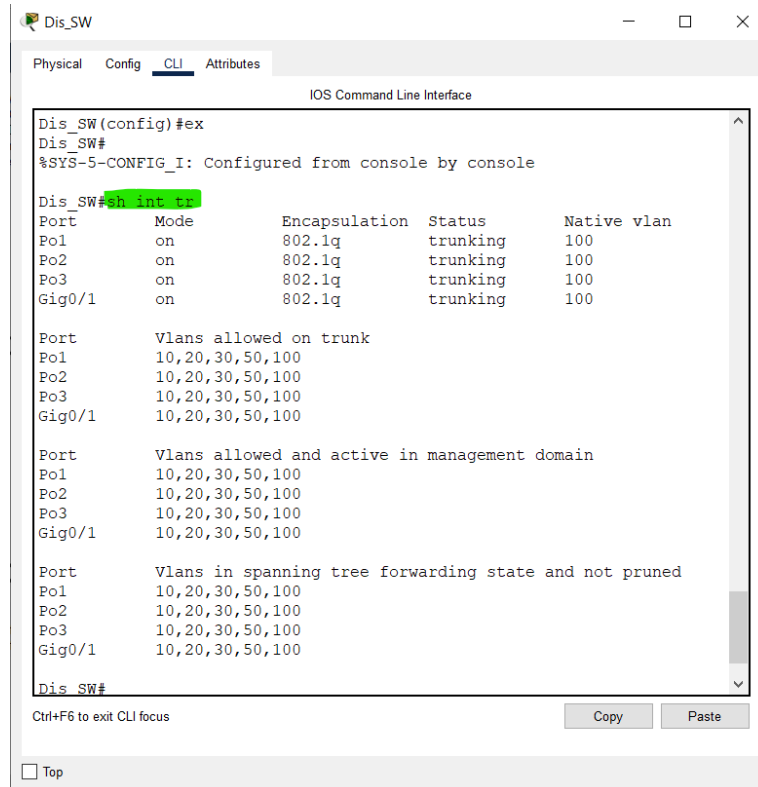 Dis_SW
Physical Config CLI Attributes
IOS Command Line Interface
Dis_SW(config)#ex
Dis_SW#
%SYS-5-CONFIG_I: Configured from console by console
Dis_SW#sh int tr
Port Mode Encapsulation Status Native vlan
Po1 on 802.1q trunking 100
Po2 on 802.1q trunking 100
Po3 on 802.1q trunking 100
Gig0/1 on 802.1q trunking 100
Port Vlans allowed on trunk
Po1 10,20,30,50,100
Po2 10,20,30,50,100
Po3 10,20,30,50,100
Gig0/1 10,20,30,50,100
Port Vlans allowed and active in management domain
Po1 10,20,30,50,100
Po2 10,20,30,50,100
Po3 10,20,30,50,100
Gig0/1 10,20,30,50,100
Port Vlans in spanning tree forwarding state and not pruned
Po1 10,20,30,50,100
Po2 10,20,30,50,100
Po3 10,20,30,50,100
Gig0/1 10,20,30,50,100
Dis_SW#
Ctrl+F6 to exit CLI focus
Copy Paste
Top